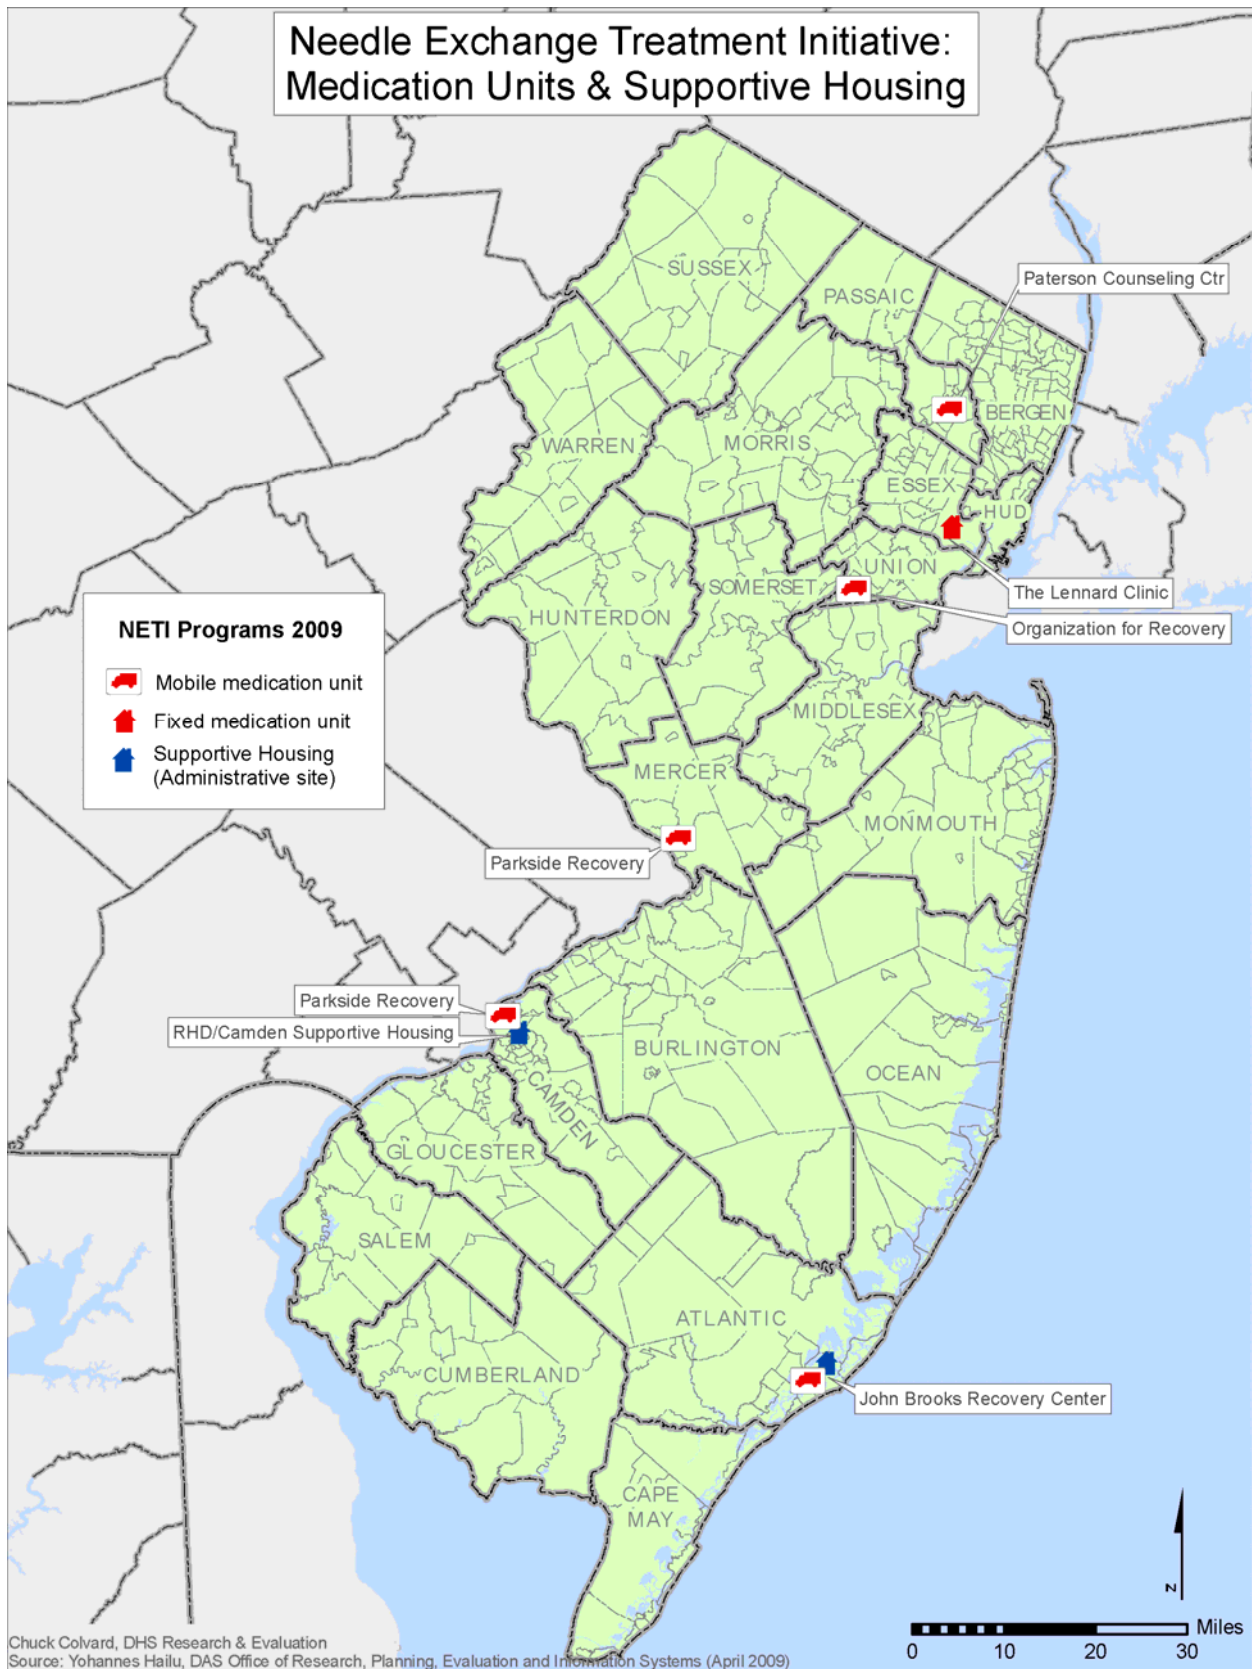 Needle Exchange Treatment Initiative:
Medication Units & Supportive Housing
SUSSEX
PASSAIC
Paterson Counseling Ctr
BERGEN
WARREN
MORRIS
ESSEX
HUD
UNION
SOMERSET
The Lennard Clinic
HUNTERDON
Organization for Recovery
NETI Programs 2009
Mobile medication unit
Fixed medication unit
Supportive Housing
(Administrative site)
MIDDLESEX
MERCER
MONMOUTH
Parkside Recovery
Parkside Recovery
RHD/Camden Supportive Housing
BURLINGTON
OCEAN
CAMDEN
GLOUCESTER
SALEM
ATLANTIC
CUMBERLAND
John Brooks Recovery Center
CAPE
MAY
N
Miles
0 10 20 30
Chuck Colvard, DHS Research & Evaluation
Source: Yohannes Hailu, DAS Office of Research, Planning, Evaluation and Information Systems (April 2009)